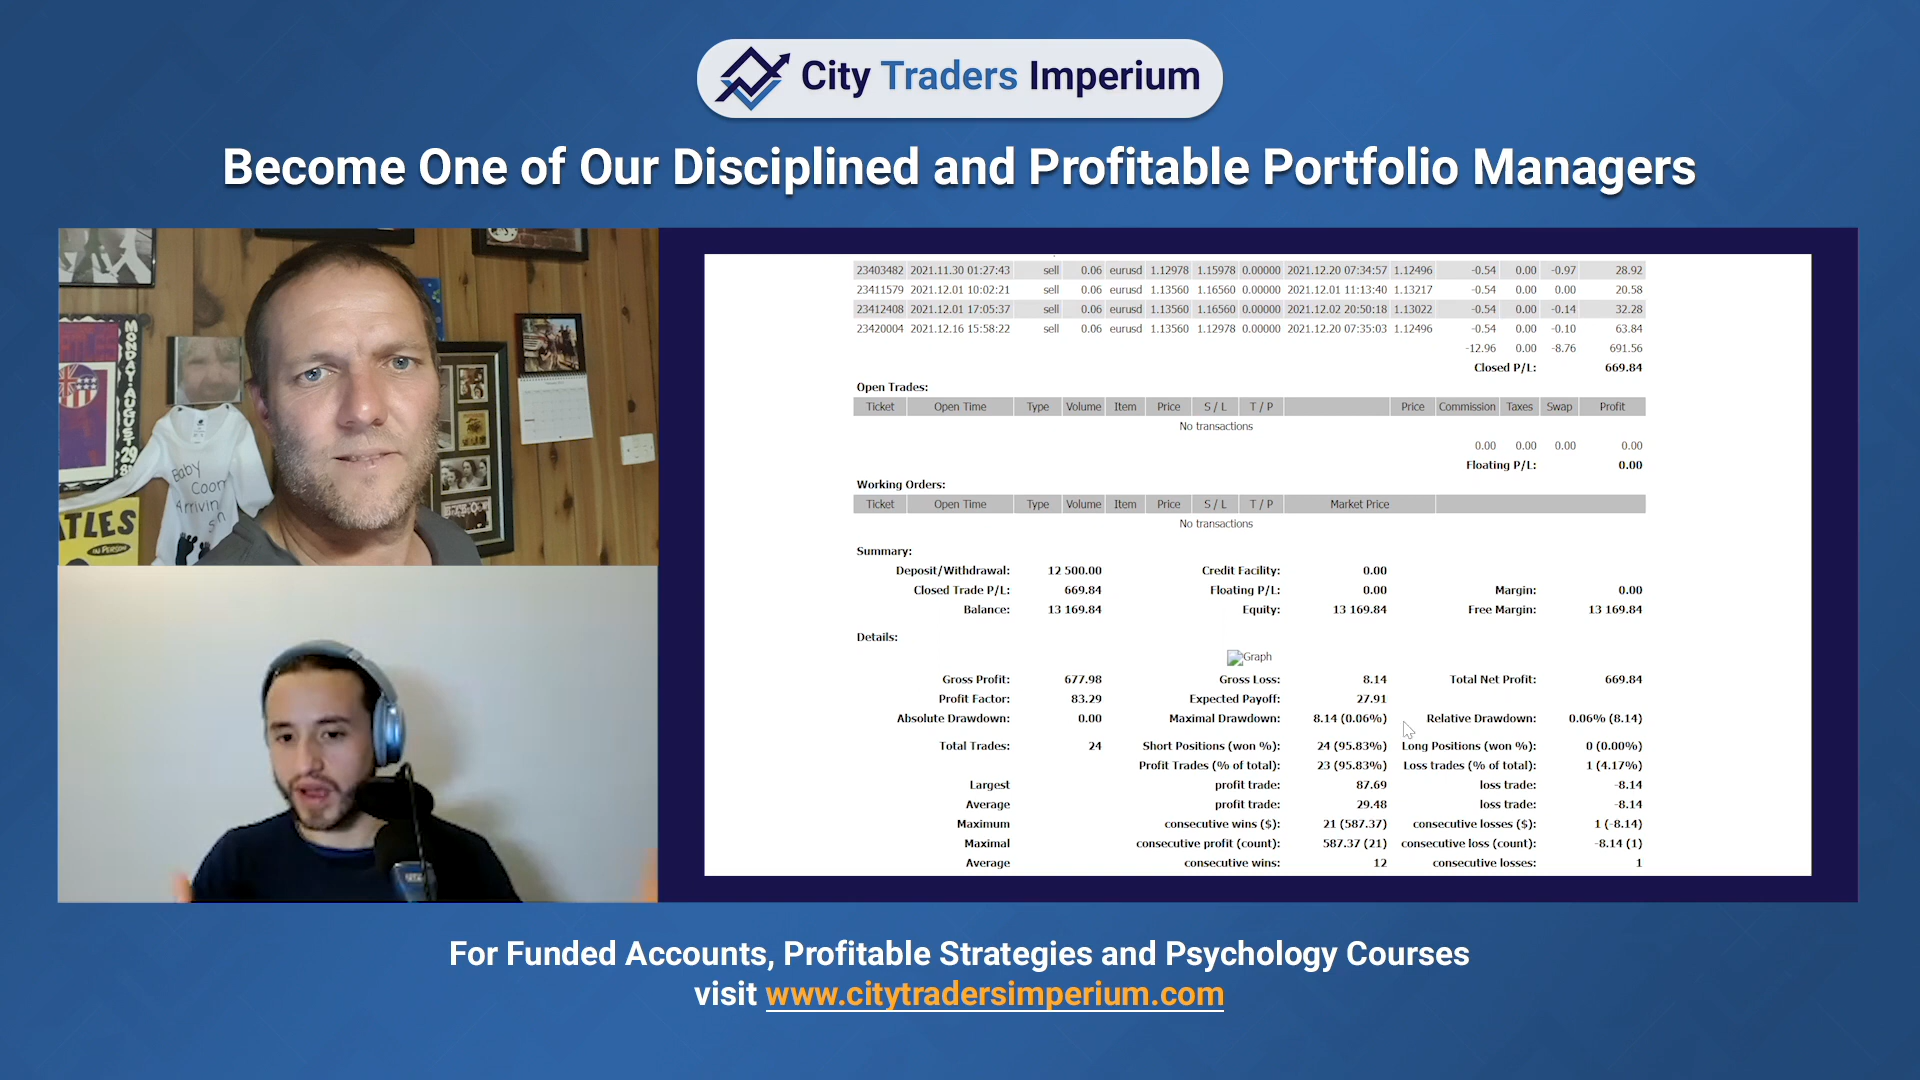 City Traders Imperium
Become One of Our Disciplined and Profitable Portfolio Managers
MONDAY-AUGUST 29
Baby
Coon
Arrivin
ATLES
IN PERSON
23403482 2021.11.30 01:27:43 sell 0.06 eurusd 1.12978 1.15978 0.00000 2021.12.20 07:34:57 1.12496 -0.54 0.00 -0.97 28.92
23411579 2021.12.01 10:02:21 sell 0.06 eurusd 1.13560 1.16560 0.00000 2021.12.01 11:13:40 1.13217 -0.54 0.00 0.00 20.58
23412408 2021.12.01 17:05:37 sell 0.06 eurusd 1.13560 1.16560 0.00000 2021.12.02 20:50:18 1.13022 -0.54 0.00 -0.14 32.28
23420004 2021.12.16 15:58:22 sell 0.06 eurusd 1.13560 1.12978 0.00000 2021.12.20 07:35:03 1.12496 -0.54 0.00 -0.10 63.84
-12.96 0.00 -8.76 691.56
Closed P/L: 669.84
Open Trades:
Ticket Open Time Type Volume Item Price S / L T / P Price Commission Taxes Swap Profit
No transactions
0.00 0.00 0.00 0.00
Floating P/L: 0.00
Working Orders:
Ticket Open Time Type Volume Item Price S / L T / P Market Price
No transactions
Summary:
Deposit/Withdrawal: 12 500.00 Credit Facility: 0.00
Closed Trade P/L: 669.84 Floating P/L: 0.00 Margin: 0.00
Balance: 13 169.84 Equity: 13 169.84 Free Margin: 13 169.84
Details:
Graph
Gross Profit: 677.98 Gross Loss: 8.14 Total Net Profit: 669.84
Profit Factor: 83.29 Expected Payoff: 27.91
Absolute Drawdown: 0.00 Maximal Drawdown: 8.14 (0.06%) Relative Drawdown: 0.06% (8.14)
Total Trades: 24 Short Positions (won %): 24 (95.83%) Long Positions (won %): 0 (0.00%)
Profit Trades (% of total): 23 (95.83%) Loss trades (% of total): 1 (4.17%)
Largest profit trade: 87.69 loss trade: -8.14
Average profit trade: 29.48 loss trade: -8.14
Maximum consecutive wins ($): 21 (587.37) consecutive losses ($): 1 (-8.14)
Maximal consecutive profit (count): 587.37 (21) consecutive loss (count): -8.14 (1)
Average consecutive wins: 12 consecutive losses: 1
For Funded Accounts, Profitable Strategies and Psychology Courses
visit www.citytradersimperium.com